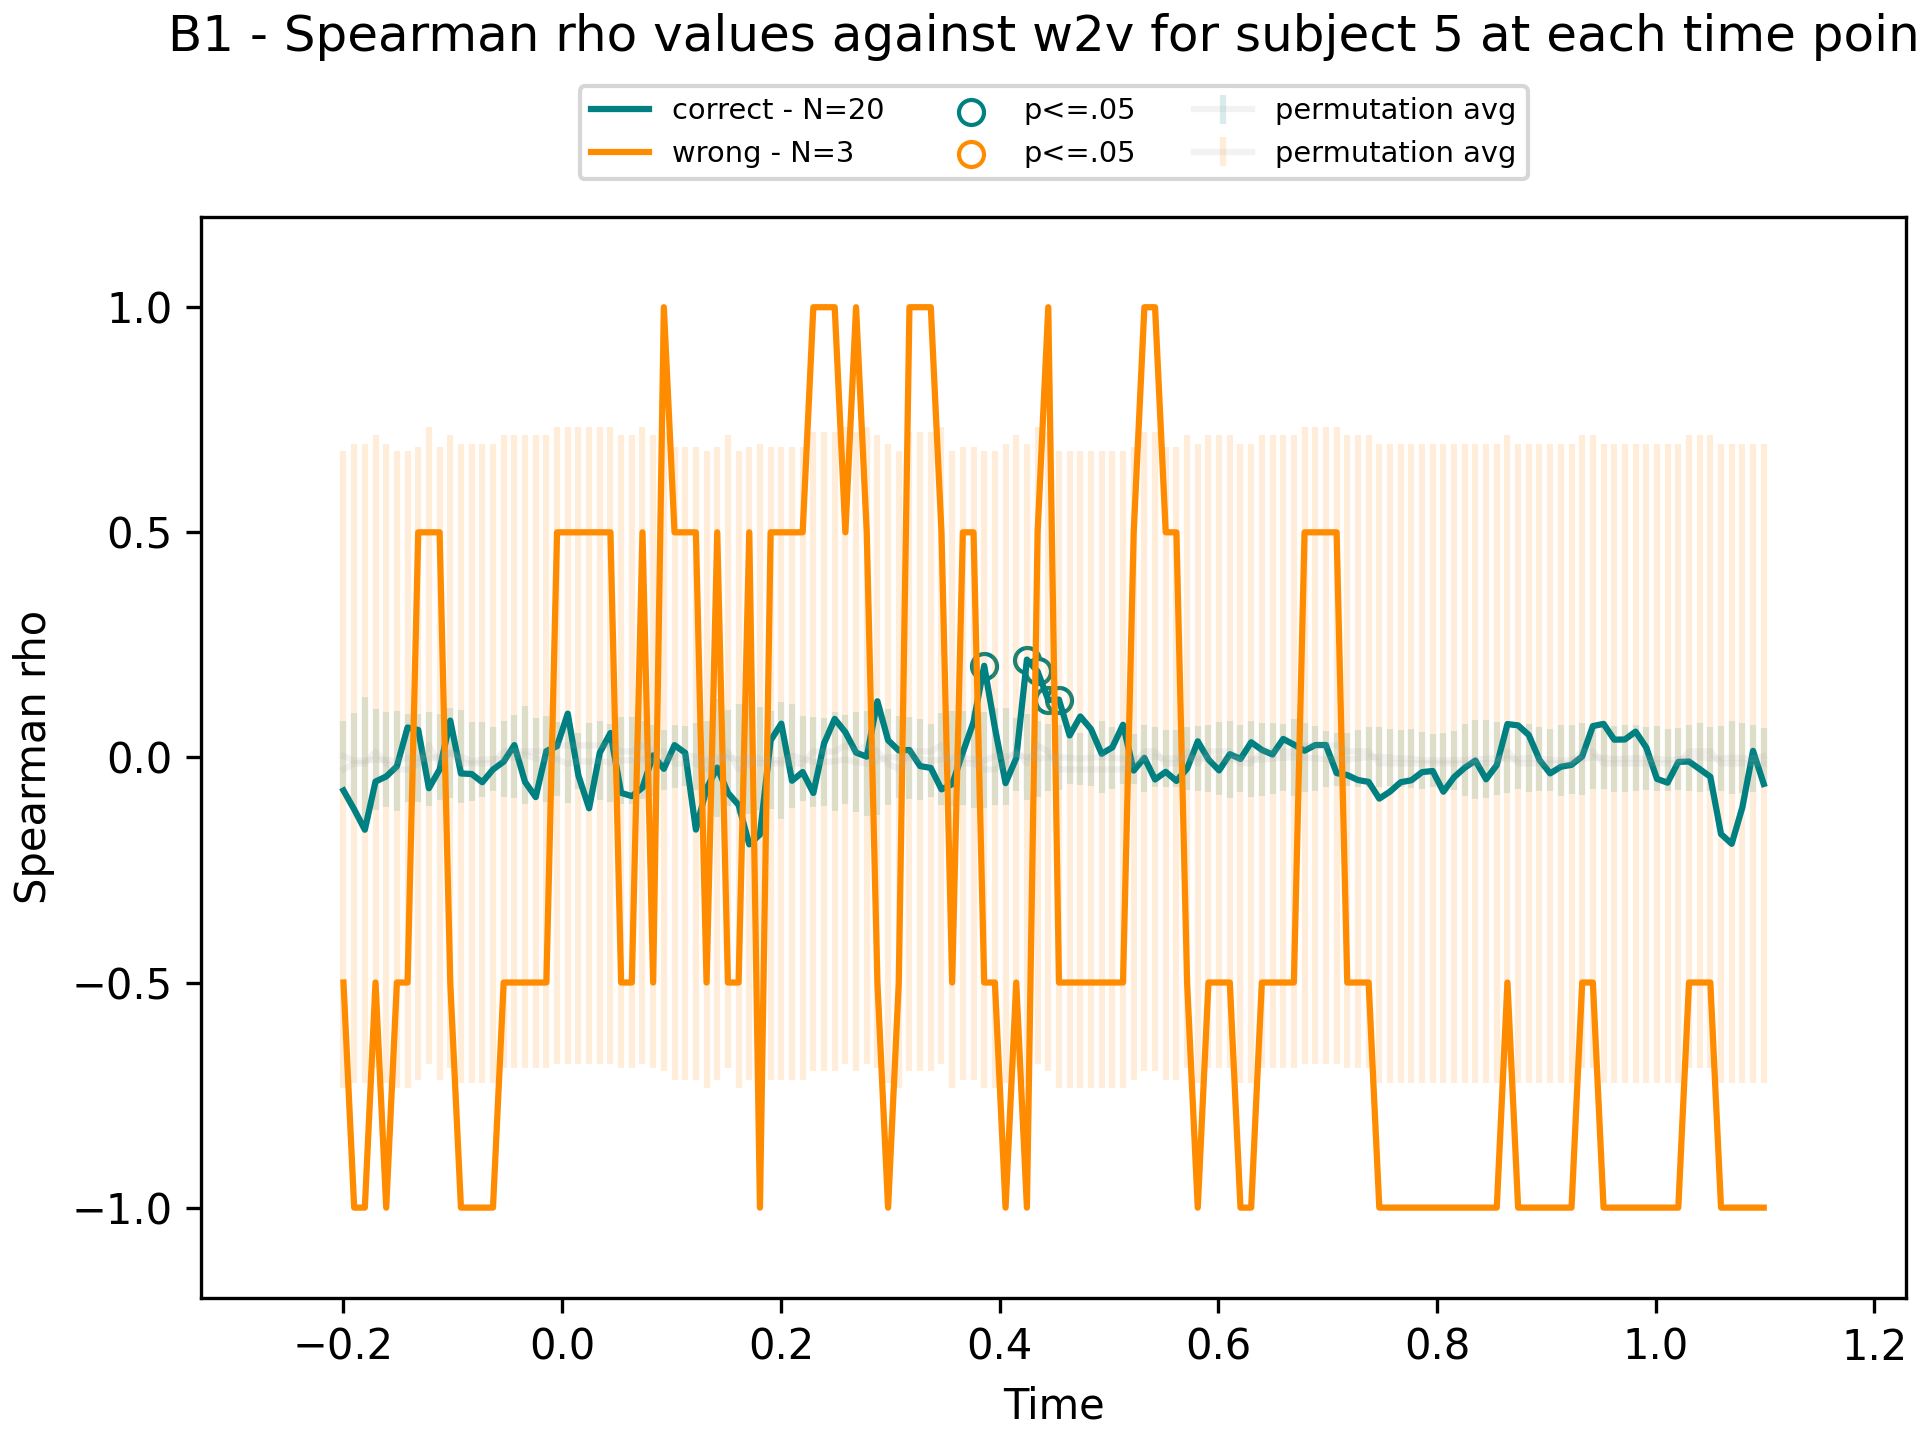 B1 - Spearman rho values against w2v for subject 5 at each time poin
correct - N=20
wrong - N=3
p<=.05
p<=.05
permutation avg
permutation avg
Spearman rho
1.0
0.5
0.0
−0.5
−1.0
−0.2 0.0 0.2 0.4 0.6 0.8 1.0 1.2
Time